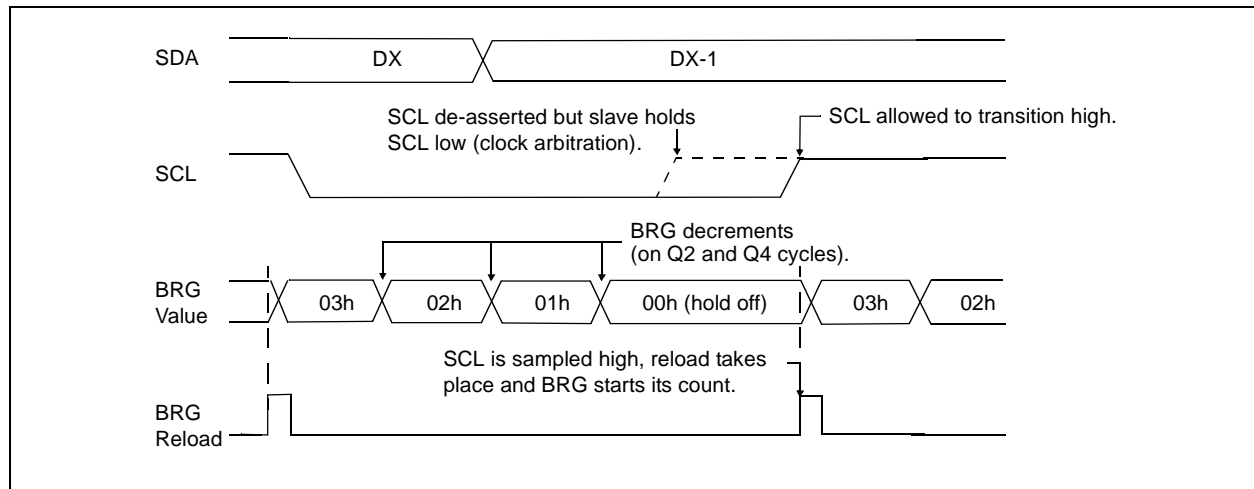 SDA
DX
DX-1
SCL de-asserted but slave holds
SCL low (clock arbitration).
SCL allowed to transition high.
SCL
BRG decrements
(on Q2 and Q4 cycles).
BRG
Value
03h
02h
01h
00h (hold off)
03h
02h
SCL is sampled high, reload takes
place and BRG starts its count.
BRG
Reload